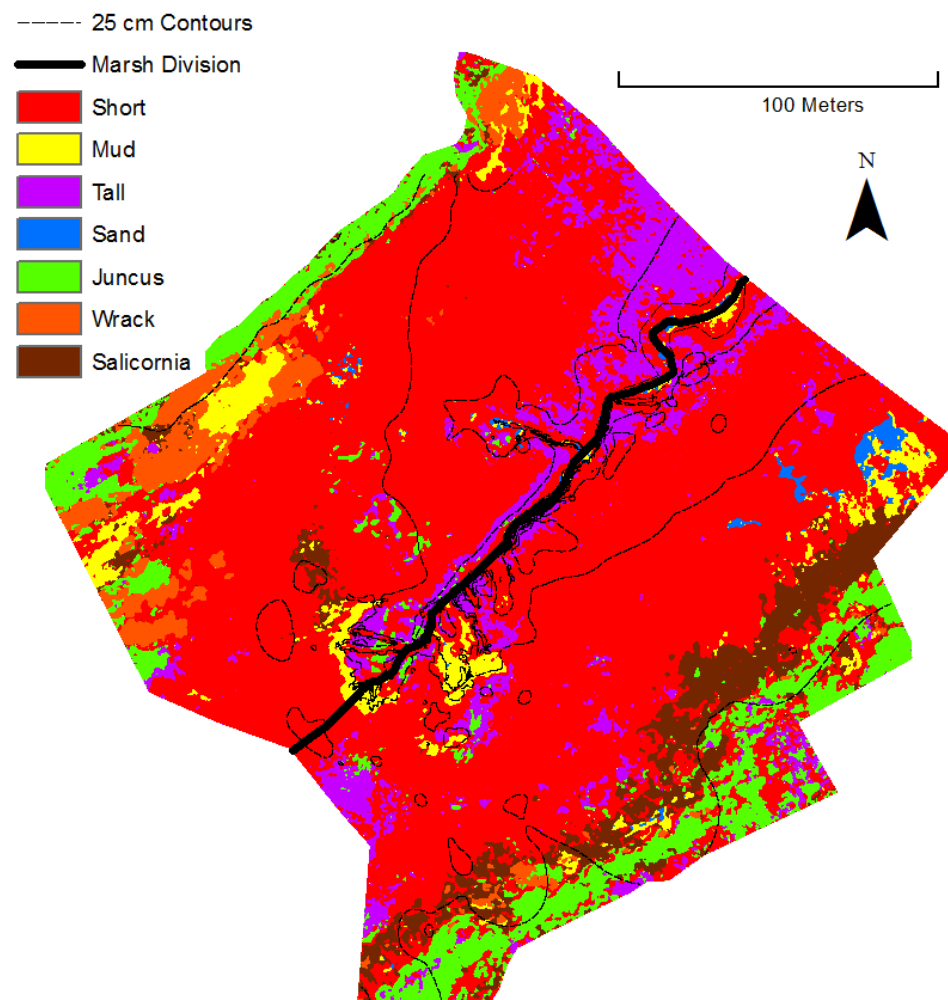 25 cm Contours
Marsh Division
Short
Mud
Tall
Sand
Juncus
Wrack
Salicornia
100 Meters
N